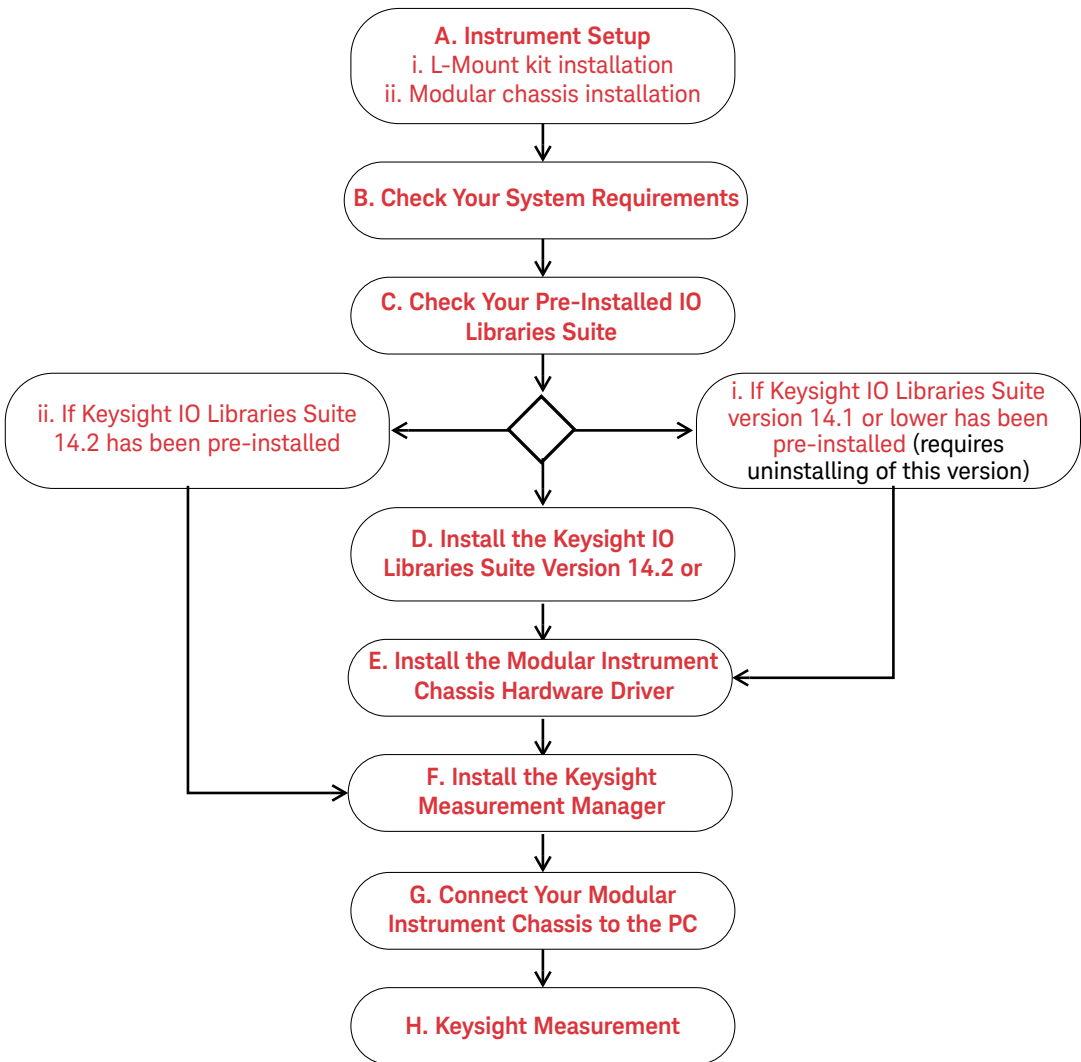 A. Instrument Setup
i. L-Mount kit installation
ii. Modular chassis installation
B. Check Your System Requirements
C. Check Your Pre-Installed IO
Libraries Suite
ii. If Keysight IO Libraries Suite
14.2 has been pre-installed
i. If Keysight IO Libraries Suite
version 14.1 or lower has been
pre-installed (requires
uninstalling of this version)
D. Install the Keysight IO
Libraries Suite Version 14.2 or
E. Install the Modular Instrument
Chassis Hardware Driver
F. Install the Keysight
Measurement Manager
G. Connect Your Modular
Instrument Chassis to the PC
H. Keysight Measurement